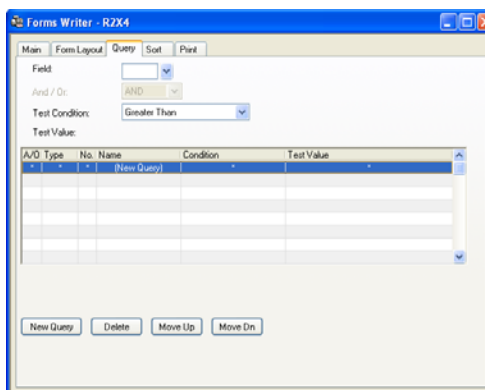 Forms Writer - R2X4
Main Form Layout Query Sort Print
Field:
And / Or: AND
Test Condition: Greater Than
Test Value:
A/O Type No. Name Condition Test Value
* * * (New Query) * *
New Query Delete Move Up Move Dn